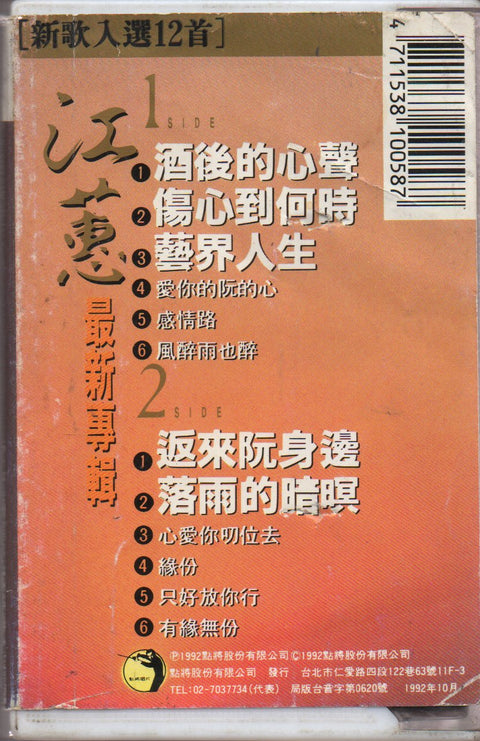 [新歌入選12首]
4 711538 100587
江蕙
最新專輯
1 SIDE
1 酒後的心聲
2 傷心到何時
3 藝界人生
4 愛你的阮的心
5 感情路
6 風醉雨也醉
2 SIDE
1 返來阮身邊
2 落雨的暗暝
3 心愛你叨位去
4 緣份
5 只好放你行
6 有緣無份
點將唱片
Ⓟ1992點將股份有限公司©1992點將股份有限公司
點將股份有限公司 發行 台北市仁愛路四段122巷63號11F-3
TEL:02-7037734(代表) 局版台音字第0620號 1992年10月